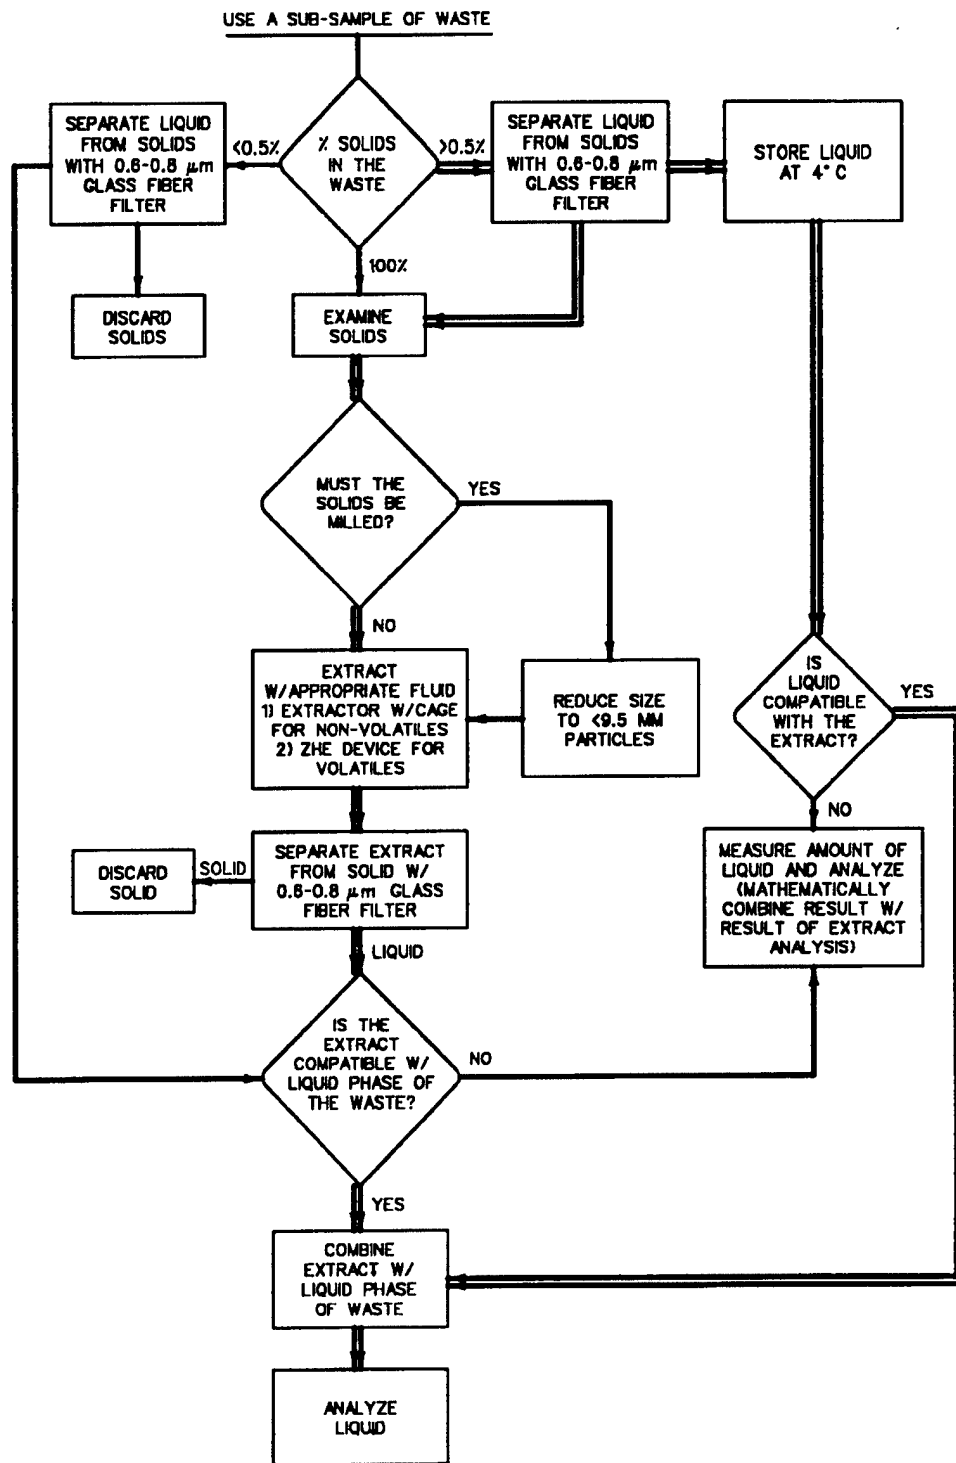 USE A SUB-SAMPLE OF WASTE
SEPARATE LIQUID
FROM SOLIDS
WITH 0.6-0.8 μm
GLASS FIBER
FILTER
<0.5%
% SOLIDS
IN THE
WASTE
>0.5%
SEPARATE LIQUID
FROM SOLIDS
WITH 0.6-0.8 μm
GLASS FIBER
FILTER
STORE LIQUID
AT 4° C
100%
DISCARD
SOLIDS
EXAMINE
SOLIDS
MUST THE
SOLIDS BE
MILLED?
YES
NO
EXTRACT
W/APPROPRIATE FLUID
1) EXTRACTOR W/CAGE
FOR NON-VOLATILES
2) ZHE DEVICE FOR
VOLATILES
REDUCE SIZE
TO <9.5 MM
PARTICLES
IS
LIQUID
COMPATIBLE
WITH THE
EXTRACT?
YES
NO
DISCARD
SOLID
SOLID
SEPARATE EXTRACT
FROM SOLID W/
0.6-0.8 μm GLASS
FIBER FILTER
MEASURE AMOUNT OF
LIQUID AND ANALYZE
(MATHEMATICALLY
COMBINE RESULT W/
RESULT OF EXTRACT
ANALYSIS)
LIQUID
IS THE
EXTRACT
COMPATIBLE W/
LIQUID PHASE OF
THE WASTE?
NO
YES
COMBINE
EXTRACT W/
LIQUID PHASE
OF WASTE
ANALYZE
LIQUID